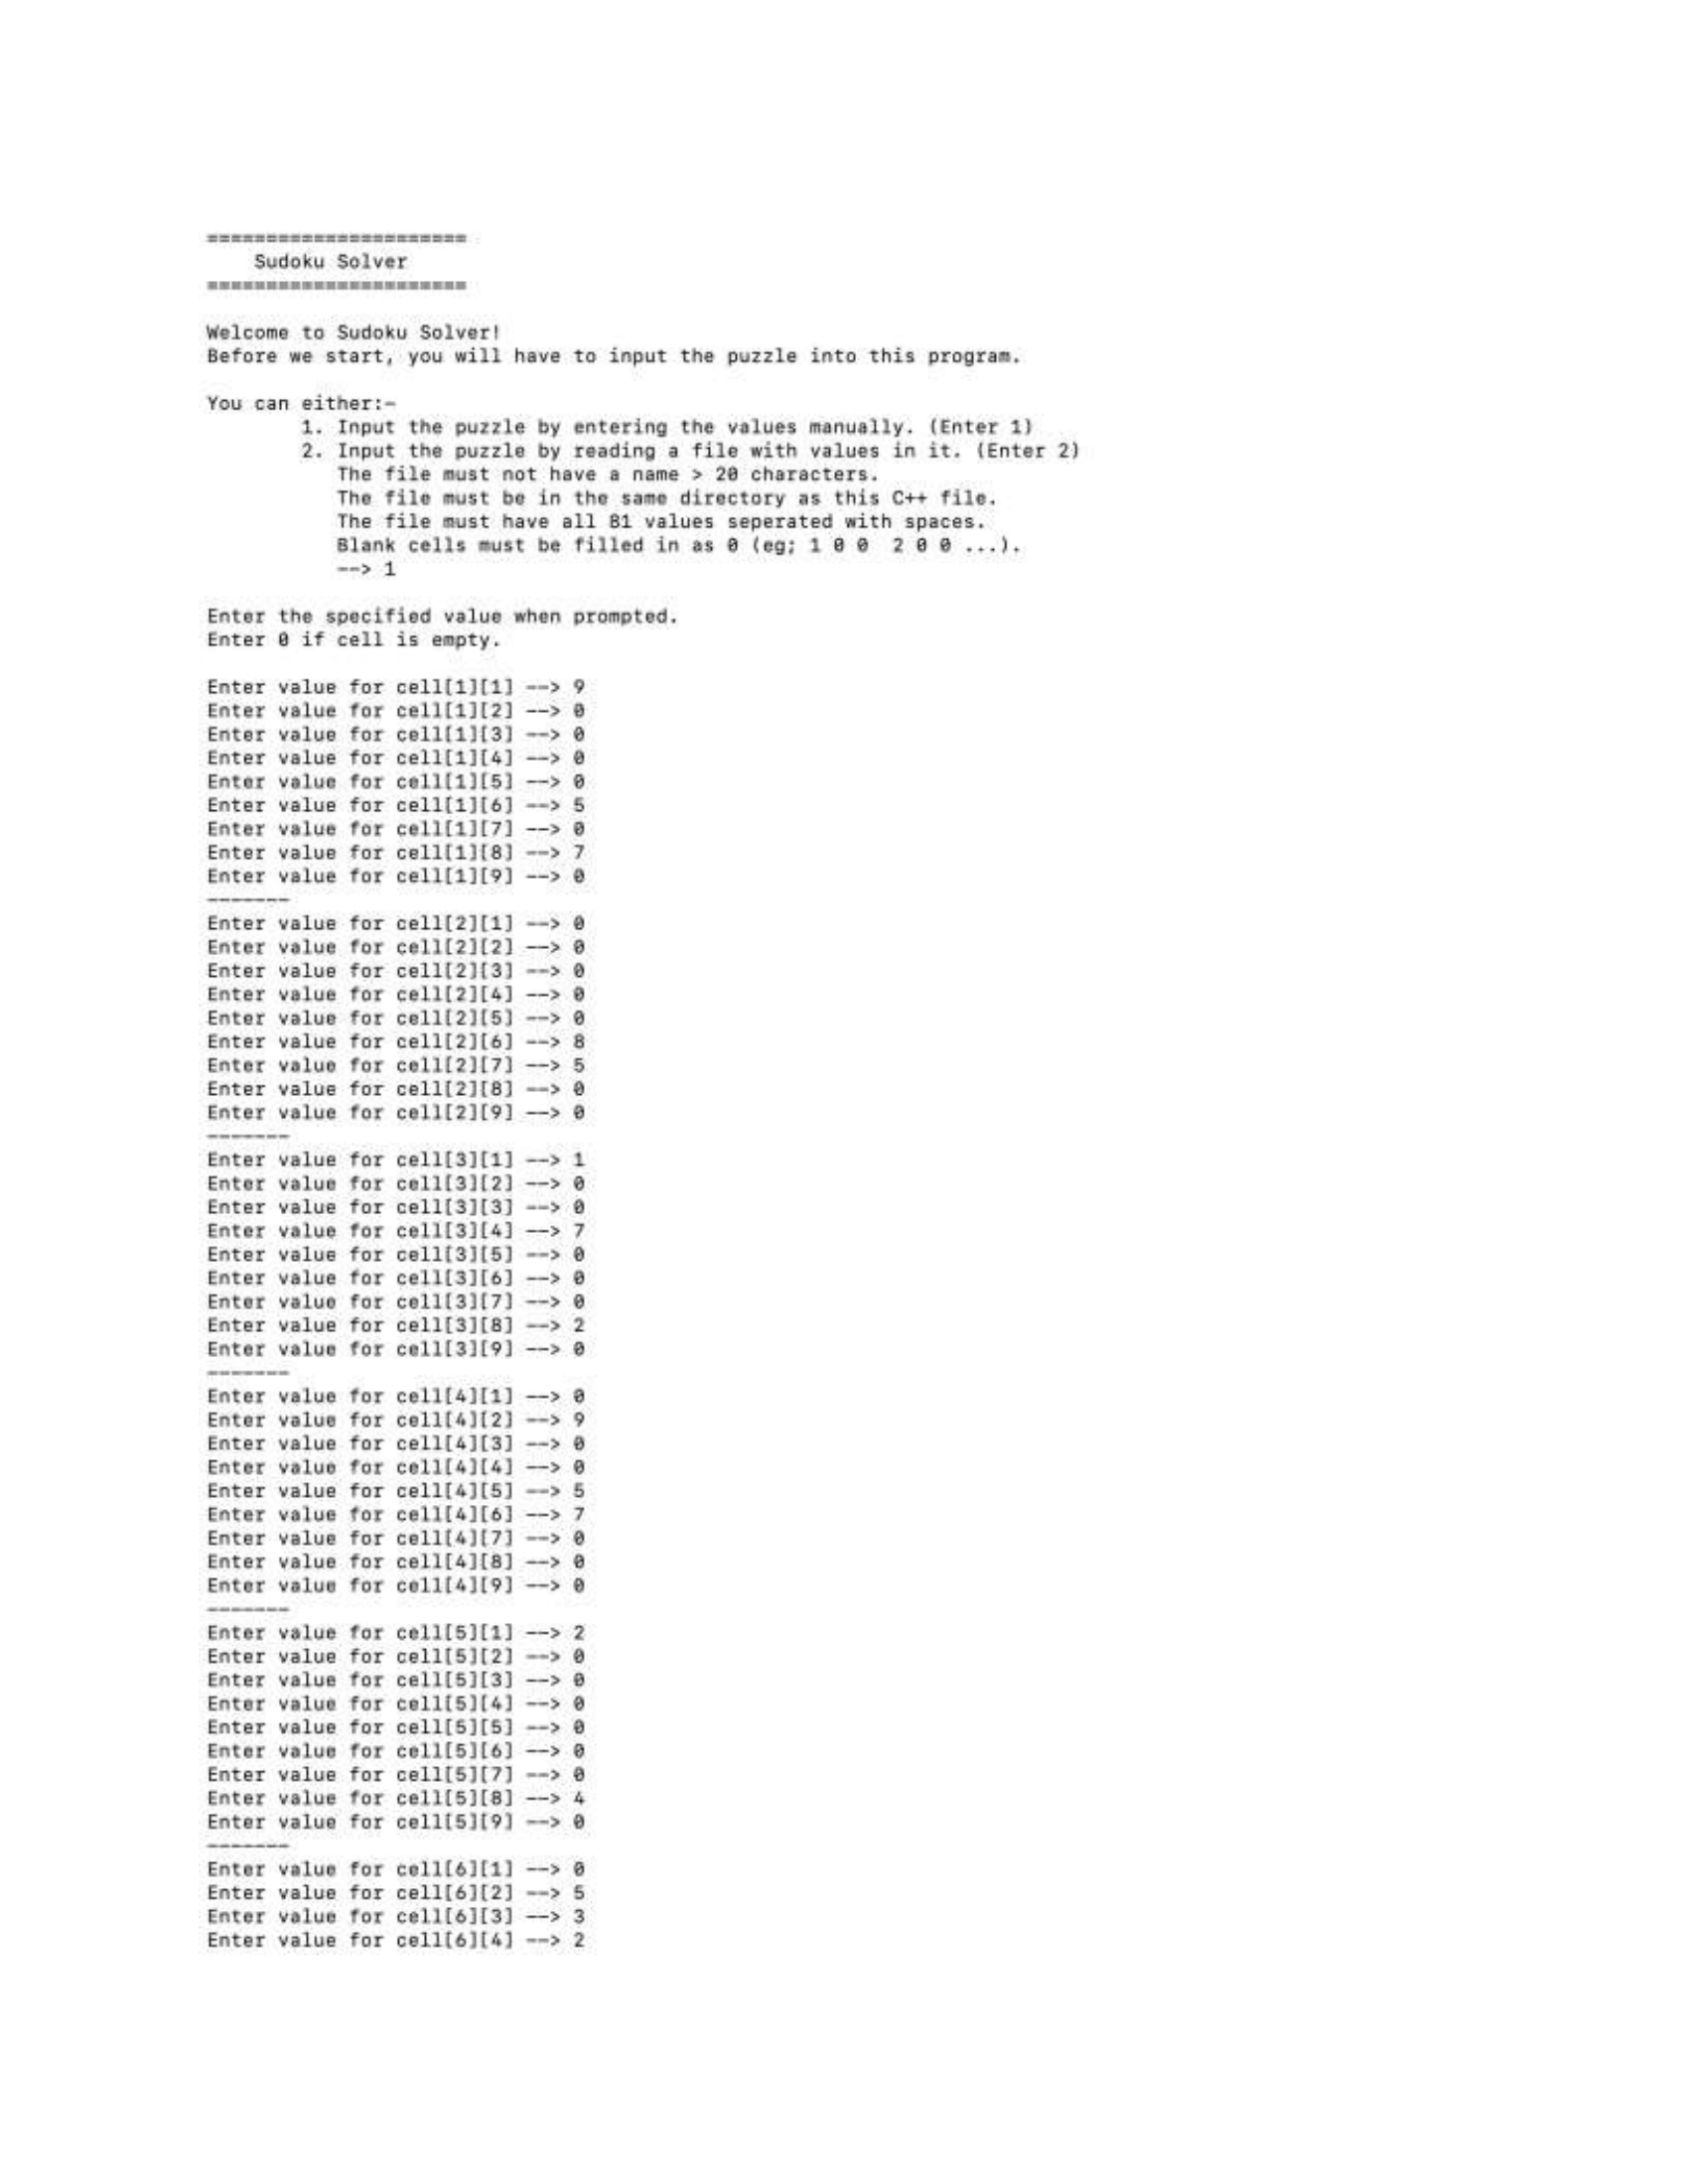 ======================
Sudoku Solver
======================
Welcome to Sudoku Solver!
Before we start, you will have to input the puzzle into this program.
You can either:-
1. Input the puzzle by entering the values manually. (Enter 1)
2. Input the puzzle by reading a file with values in it. (Enter 2)
The file must not have a name > 20 characters.
The file must be in the same directory as this C++ file.
The file must have all 81 values seperated with spaces.
Blank cells must be filled in as 0 (eg; 1 0 0  2 0 0 ...).
--> 1
Enter the specified value when prompted.
Enter 0 if cell is empty.
Enter value for cell[1][1] --> 9
Enter value for cell[1][2] --> 0
Enter value for cell[1][3] --> 0
Enter value for cell[1][4] --> 0
Enter value for cell[1][5] --> 0
Enter value for cell[1][6] --> 5
Enter value for cell[1][7] --> 0
Enter value for cell[1][8] --> 7
Enter value for cell[1][9] --> 0
-------
Enter value for cell[2][1] --> 0
Enter value for cell[2][2] --> 0
Enter value for cell[2][3] --> 0
Enter value for cell[2][4] --> 0
Enter value for cell[2][5] --> 0
Enter value for cell[2][6] --> 8
Enter value for cell[2][7] --> 5
Enter value for cell[2][8] --> 0
Enter value for cell[2][9] --> 0
-------
Enter value for cell[3][1] --> 1
Enter value for cell[3][2] --> 0
Enter value for cell[3][3] --> 0
Enter value for cell[3][4] --> 7
Enter value for cell[3][5] --> 0
Enter value for cell[3][6] --> 0
Enter value for cell[3][7] --> 0
Enter value for cell[3][8] --> 2
Enter value for cell[3][9] --> 0
-------
Enter value for cell[4][1] --> 0
Enter value for cell[4][2] --> 9
Enter value for cell[4][3] --> 0
Enter value for cell[4][4] --> 0
Enter value for cell[4][5] --> 5
Enter value for cell[4][6] --> 7
Enter value for cell[4][7] --> 0
Enter value for cell[4][8] --> 0
Enter value for cell[4][9] --> 0
-------
Enter value for cell[5][1] --> 2
Enter value for cell[5][2] --> 0
Enter value for cell[5][3] --> 0
Enter value for cell[5][4] --> 0
Enter value for cell[5][5] --> 0
Enter value for cell[5][6] --> 0
Enter value for cell[5][7] --> 0
Enter value for cell[5][8] --> 4
Enter value for cell[5][9] --> 0
-------
Enter value for cell[6][1] --> 0
Enter value for cell[6][2] --> 5
Enter value for cell[6][3] --> 3
Enter value for cell[6][4] --> 2